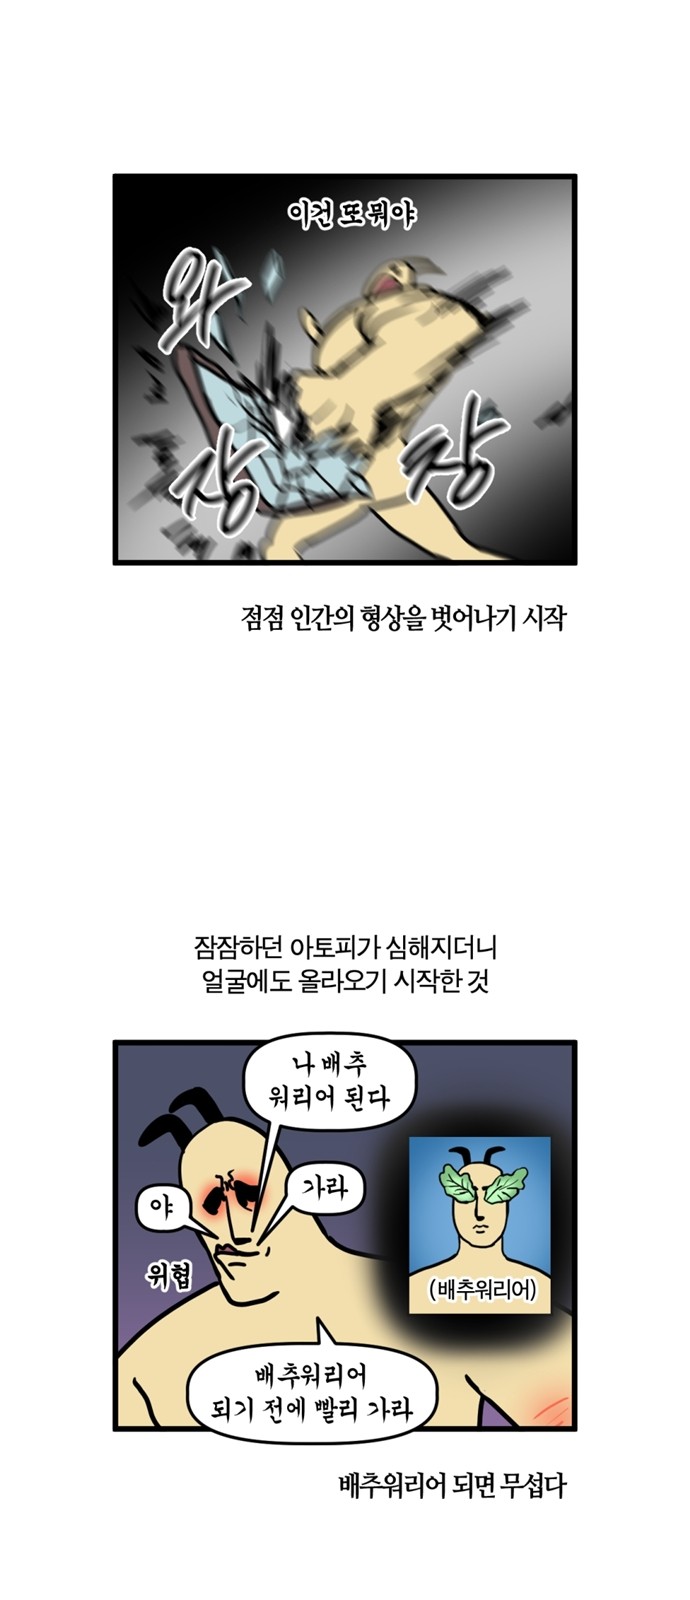 이건 또 뭐야
와
장
장
점점 인간의 형상을 벗어나기 시작
잠잠하던 아토피가 심해지더니
얼굴에도 올라오기 시작한 것
나 배추
워리어 된다
야
가라
위협
(배추워리어)
배추워리어
되기 전에 빨리 가라
배추워리어 되면 무섭다